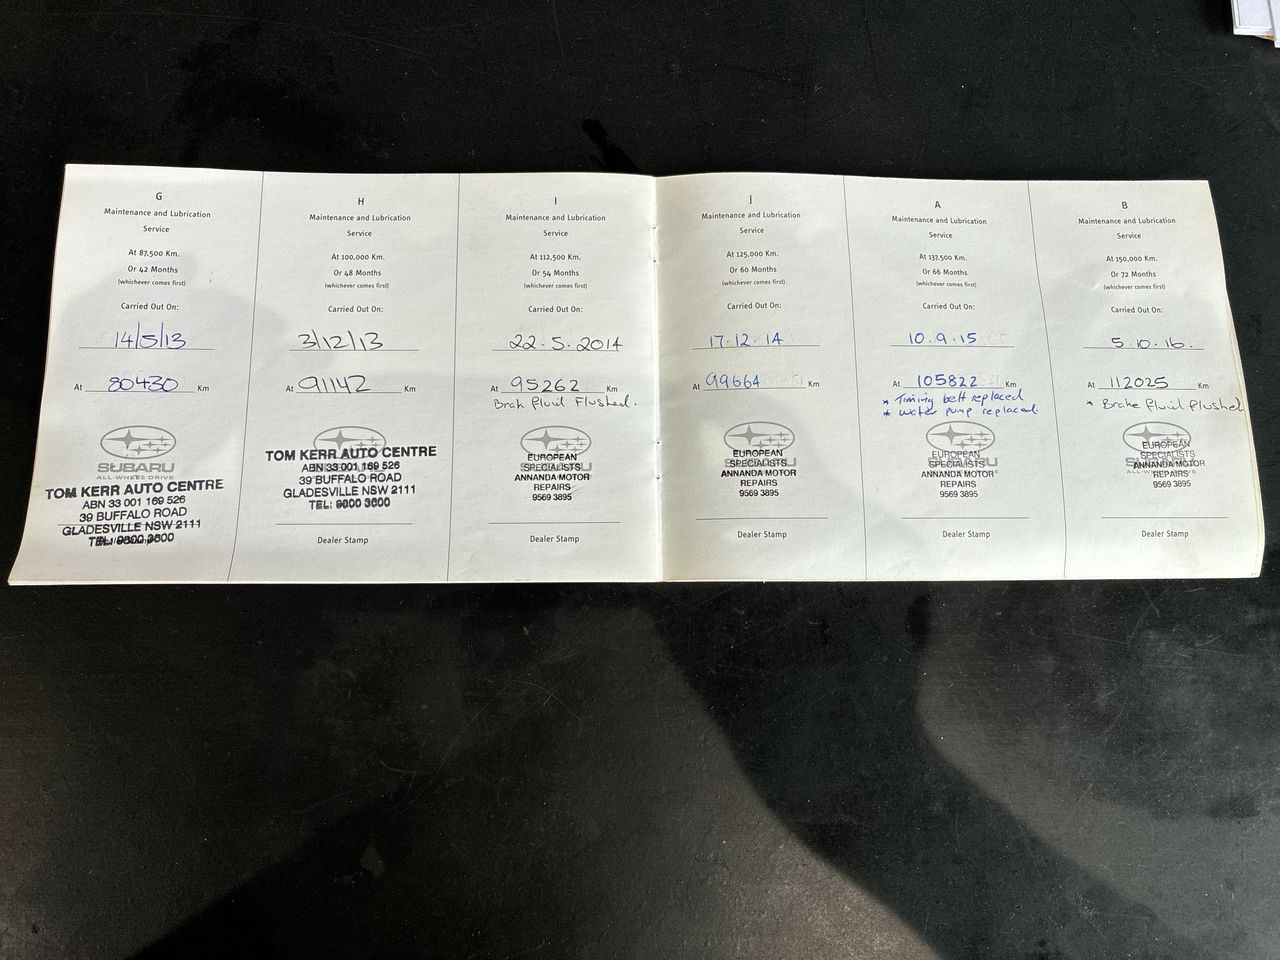 G
Maintenance and Lubrication
Service
At 87,500 Km.
Or 42 Months
(whichever comes first)
Carried Out On:
14/5/13
At 80430 Km
SUBARU
ALL-WHEEL DRIVE
TOM KERR AUTO CENTRE
ABN 33 001 169 526
39 BUFFALO ROAD
GLADESVILLE NSW 2111
TEL: 9800 3600
H
Maintenance and Lubrication
Service
At 100,000 Km.
Or 48 Months
(whichever comes first)
Carried Out On:
3/12/13
At 91142 Km
TOM KERR AUTO CENTRE
ABN 33 001 169 526
39 BUFFALO ROAD
GLADESVILLE NSW 2111
TEL: 9800 3600
Dealer Stamp
I
Maintenance and Lubrication
Service
At 112,500 Km.
Or 54 Months
(whichever comes first)
Carried Out On:
22.5.2014
At 95262 Km
Brak fluid Flushed.
EUROPEAN
SPECIALISTS
ANNANDA MOTOR
REPAIRS
9569 3895
Dealer Stamp
J
Maintenance and Lubrication
Service
At 125,000 Km.
Or 60 Months
(whichever comes first)
Carried Out On:
17.12.14
At 99664 Km
EUROPEAN
SPECIALISTS
ANNANDA MOTOR
REPAIRS
9569 3895
Dealer Stamp
A
Maintenance and Lubrication
Service
At 137,500 Km.
Or 66 Months
(whichever comes first)
Carried Out On:
10.9.15
At 105822 Km
* Timing belt replaced
* water pump replaced.
EUROPEAN
SPECIALISTS
ANNANDA MOTOR
REPAIRS
9569 3895
Dealer Stamp
B
Maintenance and Lubrication
Service
At 150,000 Km.
Or 72 Months
(whichever comes first)
Carried Out On:
5.10.16.
At 112025 Km
* Brake fluid flushed
EUROPEAN
SPECIALISTS
ANNANDA MOTOR
REPAIRS
9569 3895
Dealer Stamp